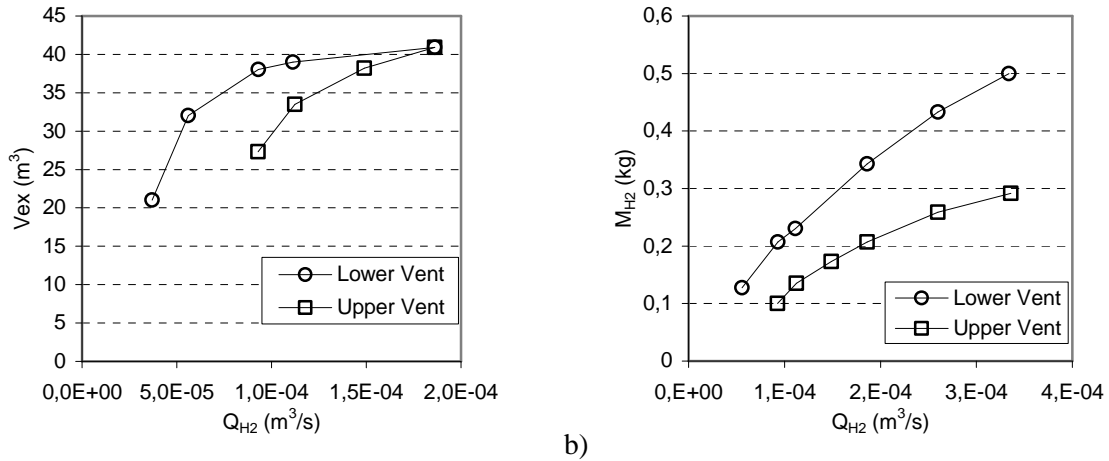 Vex (m³)
45
40
35
30
25
20
15
10
5
0
Lower Vent
Upper Vent
0,0E+00 5,0E-05 1,0E-04 1,5E-04 2,0E-04
Q_H2 (m³/s)
b)
M_H2 (kg)
0,6
0,5
0,4
0,3
0,2
0,1
0
Lower Vent
Upper Vent
0,E+00 1,E-04 2,E-04 3,E-04 4,E-04
Q_H2 (m³/s)